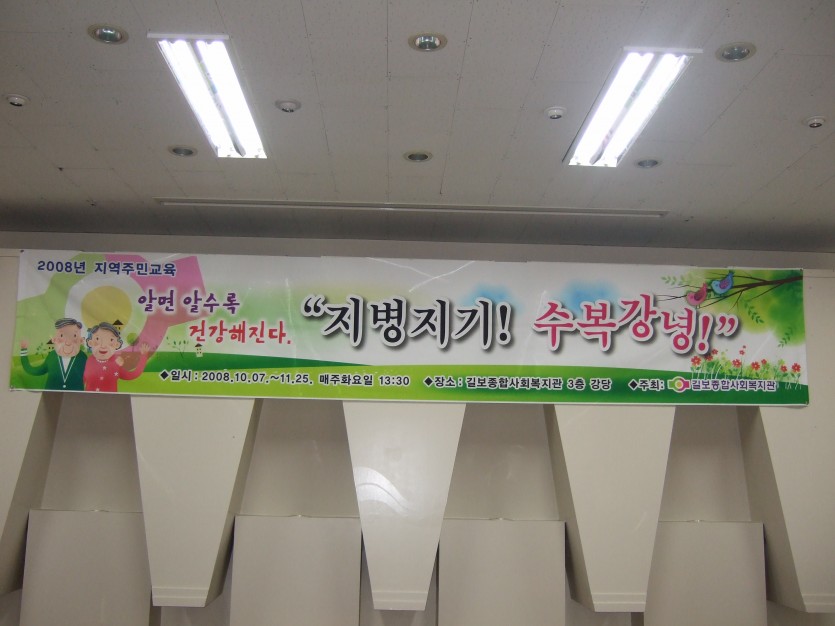 2008년 지역주민교육
알면 알수록
건강해진다.
“지병지기! 수복강녕!”
◆일시 : 2008.10.07.~11.25. 매주화요일 13:30 ◆장소 : 길보종합사회복지관 3층 강당 ◆주최: 길보종합사회복지관